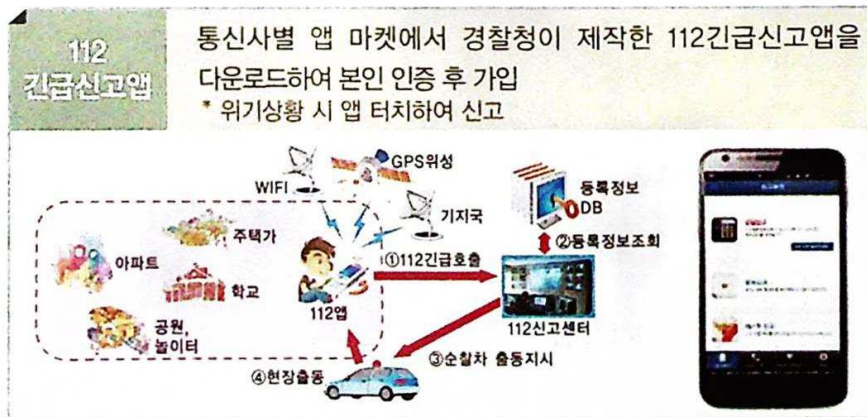 112
긴급신고앱
통신사별 앱 마켓에서 경찰청이 제작한 112긴급신고앱을
다운로드하여 본인 인증 후 가입
* 위기상황 시 앱 터치하여 신고
GPS위성
WIFI
기지국
등록정보
DB
주택가
아파트
①112긴급호출
②등록정보조회
학교
112앱
112신고센터
공원,
놀이터
③순찰차 출동지시
④현장출동